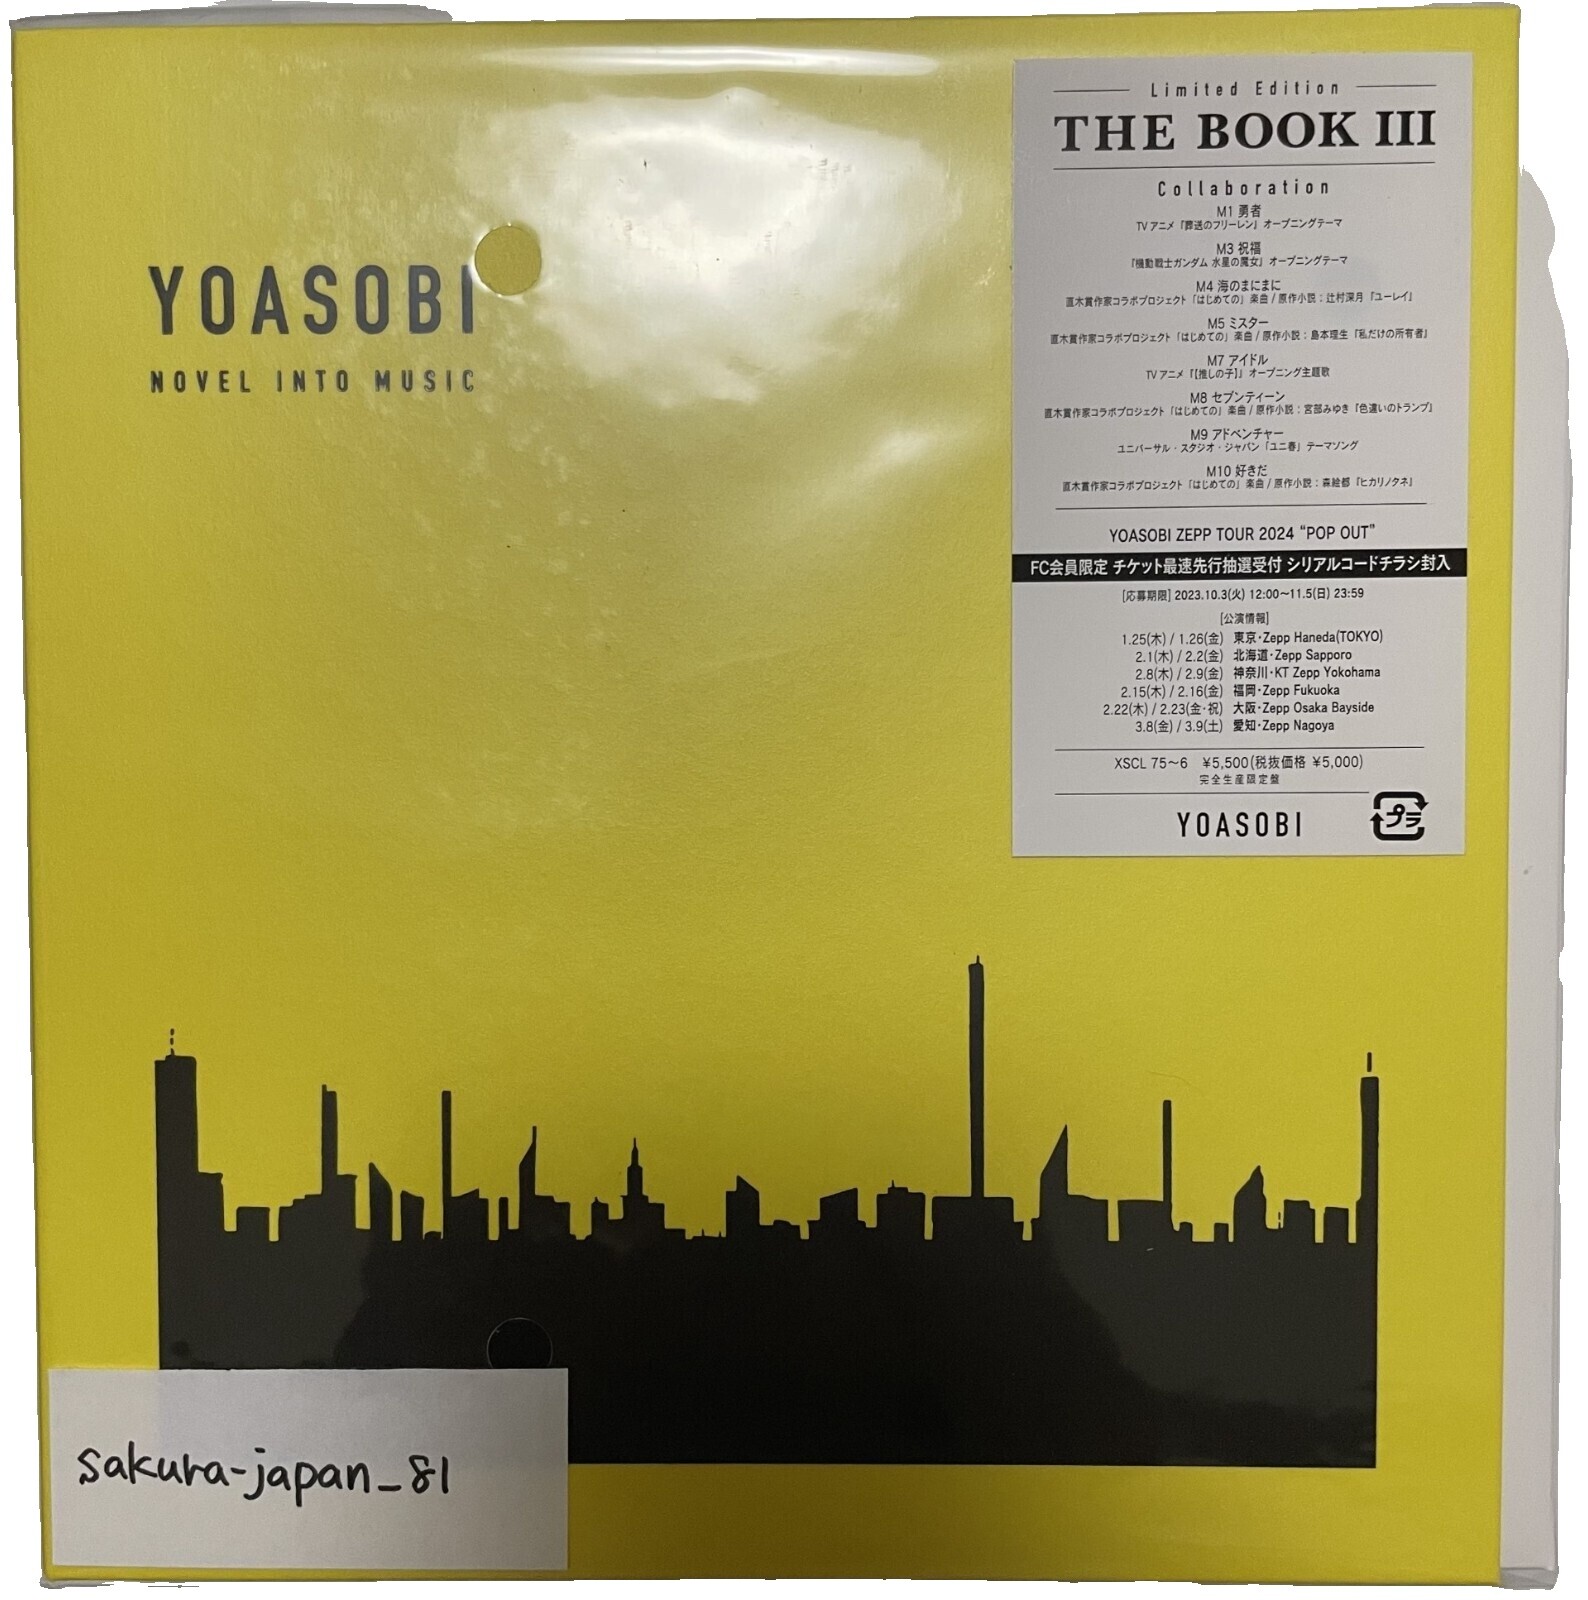 YOASOBI
NOVEL INTO MUSIC
Limited Edition
THE BOOK III
Collaboration
M1 勇者
TVアニメ『葬送のフリーレン』オープニングテーマ
M3 祝福
『機動戦士ガンダム 水星の魔女』オープニングテーマ
M4 海のまにまに
直木賞作家コラボプロジェクト「はじめての」楽曲 / 原作小説：辻村深月『ユーレイ』
M5 ミスター
直木賞作家コラボプロジェクト「はじめての」楽曲 / 原作小説：島本理生『私だけの所有者』
M7 アイドル
TVアニメ『【推しの子】』オープニング主題歌
M8 セブンティーン
直木賞作家コラボプロジェクト「はじめての」楽曲 / 原作小説：宮部みゆき『色違いのトランプ』
M9 アドベンチャー
ユニバーサル・スタジオ・ジャパン「ユニ春」テーマソング
M10 好きだ
直木賞作家コラボプロジェクト「はじめての」楽曲 / 原作小説：森絵都『ヒカリノタネ』
YOASOBI ZEPP TOUR 2024 “POP OUT”
FC会員限定 チケット最速先行抽選受付 シリアルコードチラシ封入
[応募期限] 2023.10.3(火) 12:00〜11.5(日) 23:59
[公演情報]
1.25(木) / 1.26(金) 東京・Zepp Haneda(TOKYO)
2.1(木) / 2.2(金) 北海道・Zepp Sapporo
2.8(木) / 2.9(金) 神奈川・KT Zepp Yokohama
2.15(木) / 2.16(金) 福岡・Zepp Fukuoka
2.22(木) / 2.23(金・祝) 大阪・Zepp Osaka Bayside
3.8(金) / 3.9(土) 愛知・Zepp Nagoya
XSCL 75〜6 ¥5,500(税抜価格 ¥5,000)
完全生産限定盤
YOASOBI
プラ
sakura-japan_81